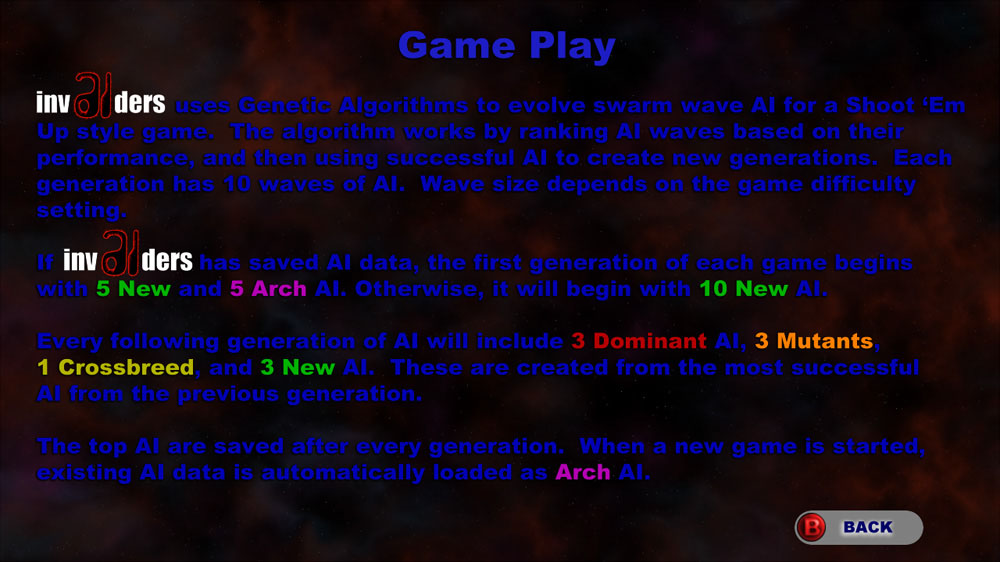 Game Play
invaiders uses Genetic Algorithms to evolve swarm wave AI for a Shoot ‘Em
Up style game.  The algorithm works by ranking AI waves based on their
performance, and then using successful AI to create new generations.  Each
generation has 10 waves of AI.  Wave size depends on the game difficulty
setting.
If invaiders has saved AI data, the first generation of each game begins
with 5 New and 5 Arch AI. Otherwise, it will begin with 10 New AI.
Every following generation of AI will include 3 Dominant AI, 3 Mutants,
1 Crossbreed, and 3 New AI.  These are created from the most successful
AI from the previous generation.
The top AI are saved after every generation.  When a new game is started,
existing AI data is automatically loaded as Arch AI.
B BACK